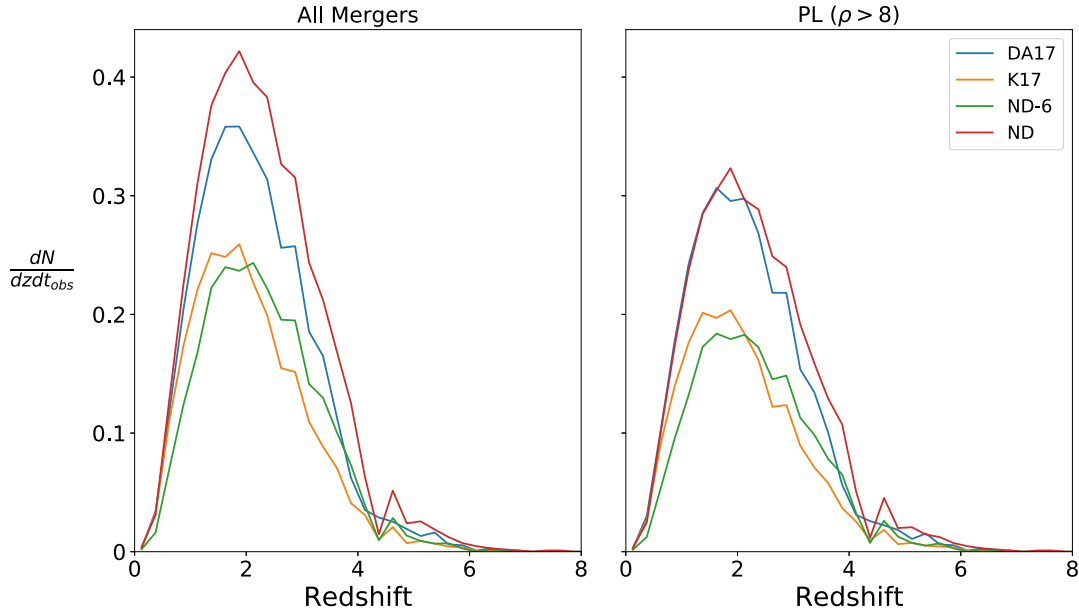 All Mergers
PL (ρ > 8)
dN
dzdt_obs
0.4
0.3
0.2
0.1
0
0
2
4
6
8
Redshift
DA17
K17
ND-6
ND
0
2
4
6
8
Redshift